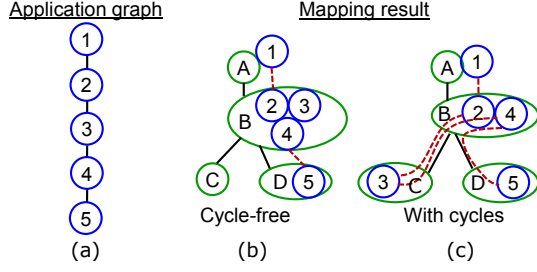 Application graph
Mapping result
1
2
3
4
5
(a)
A
1
B
2
3
4
C
D
5
Cycle-free
(b)
A
1
B
2
4
3
C
D
5
With cycles
(c)